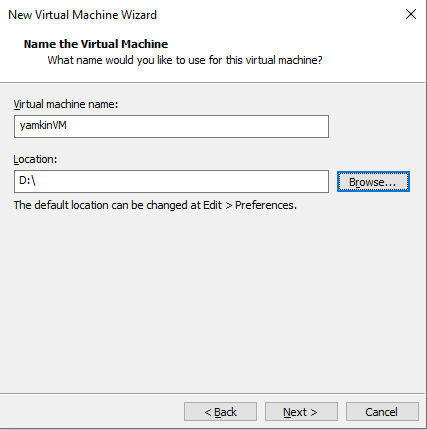 New Virtual Machine Wizard
Name the Virtual Machine
What name would you like to use for this virtual machine?
Virtual machine name:
yamkinVM
Location:
D:\
Browse...
The default location can be changed at Edit > Preferences.
< Back
Next >
Cancel